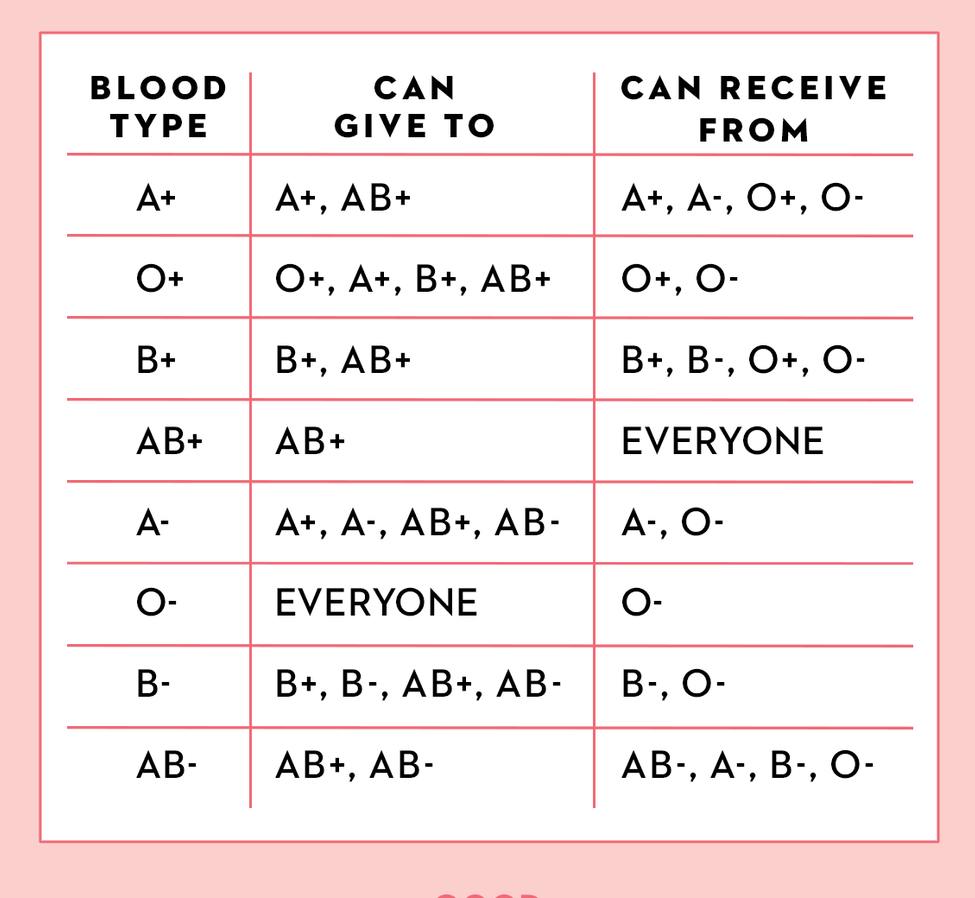 BLOOD TYPE CAN GIVE TO CAN RECEIVE FROM
A+ A+, AB+ A+, A-, O+, O-
O+ O+, A+, B+, AB+ O+, O-
B+ B+, AB+ B+, B-, O+, O-
AB+ AB+ EVERYONE
A- A+, A-, AB+, AB- A-, O-
O- EVERYONE O-
B- B+, B-, AB+, AB- B-, O-
AB- AB+, AB- AB-, A-, B-, O-